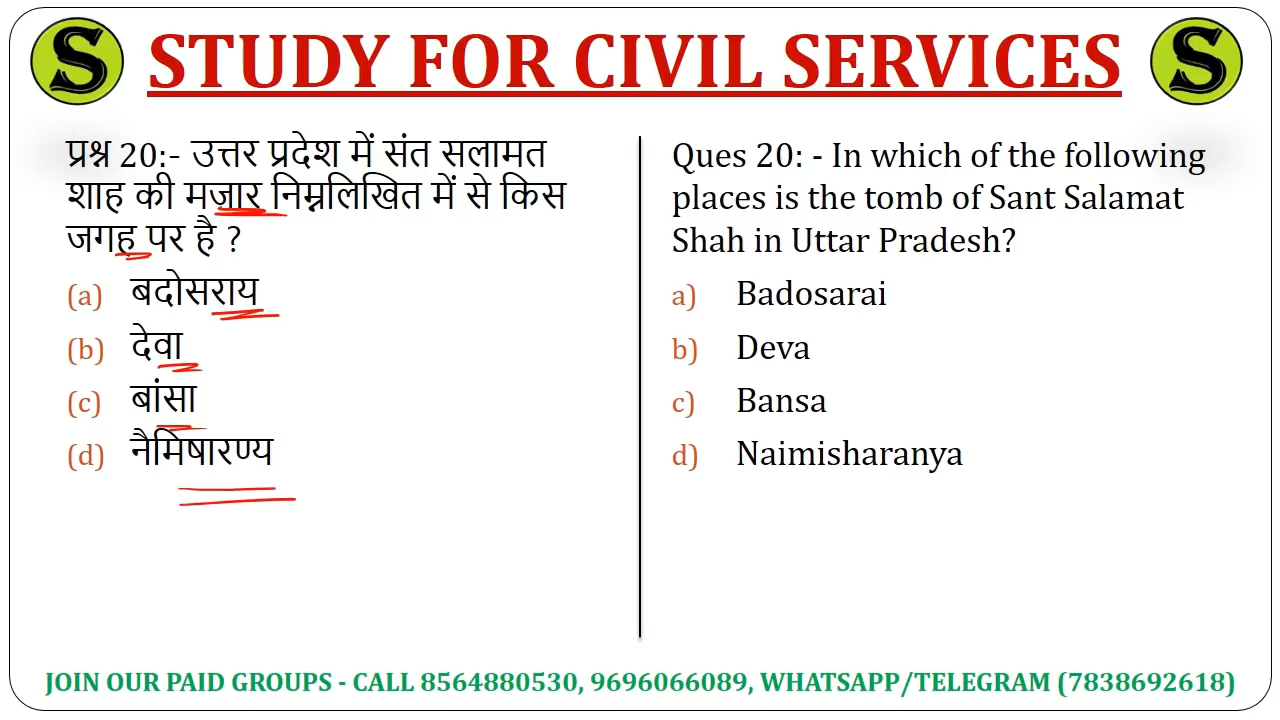 S STUDY FOR CIVIL SERVICES S
प्रश्न 20:- उत्तर प्रदेश में संत सलामत
शाह की मजार निम्नलिखित में से किस
जगह पर है ?
(a) बदोसराय
(b) देवा
(c) बांसा
(d) नैमिषारण्य
Ques 20: - In which of the following
places is the tomb of Sant Salamat
Shah in Uttar Pradesh?
a) Badosarai
b) Deva
c) Bansa
d) Naimisharanya
JOIN OUR PAID GROUPS - CALL 8564880530, 9696066089, WHATSAPP/TELEGRAM (7838692618)